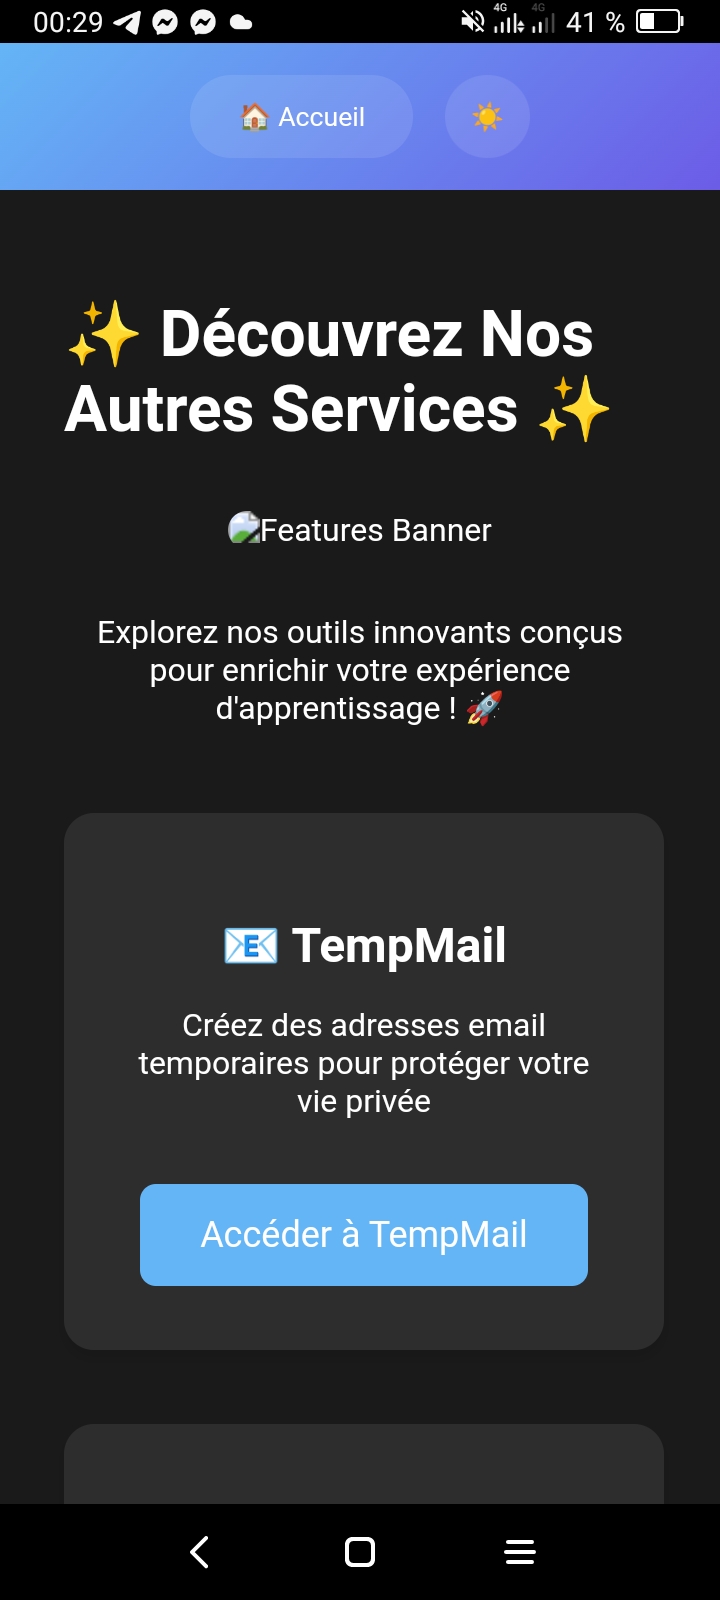 00:29 4G 4G 41 %
🏠 Accueil ☀️
✨ Découvrez Nos
Autres Services ✨
Features Banner
Explorez nos outils innovants conçus
pour enrichir votre expérience
d'apprentissage ! 🚀
📧 TempMail
Créez des adresses email
temporaires pour protéger votre
vie privée
Accéder à TempMail